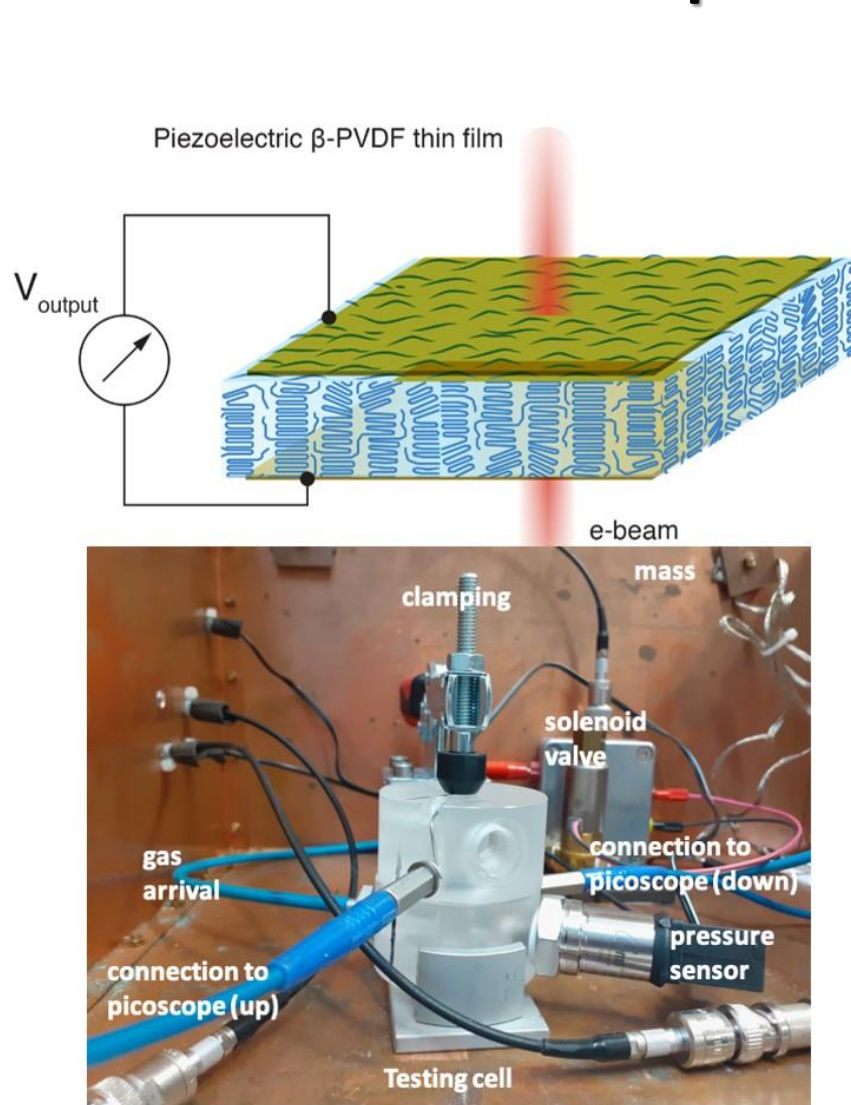 Piezoelectric β-PVDF thin film
V output
e-beam
mass
clamping
solenoid
valve
gas
arrival
connection to
picoscope (down)
pressure
sensor
connection to
picoscope (up)
Testing cell